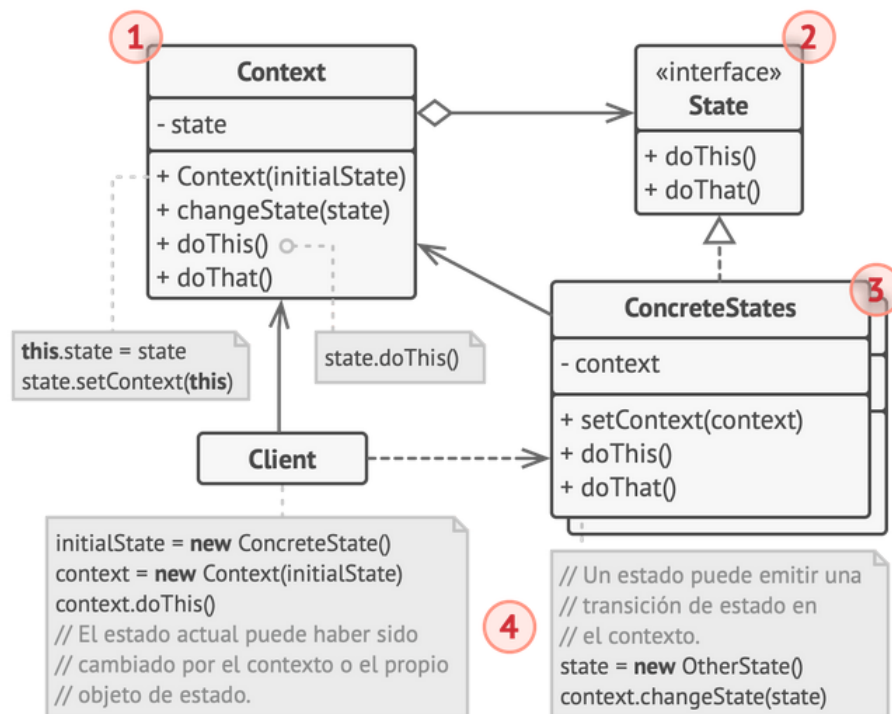 1
Context
- state
+ Context(initialState)
+ changeState(state)
+ doThis()
+ doThat()
2
«interface»
State
+ doThis()
+ doThat()
this.state = state
state.setContext(this)
state.doThis()
3
ConcreteStates
- context
+ setContext(context)
+ doThis()
+ doThat()
Client
initialState = new ConcreteState()
context = new Context(initialState)
context.doThis()
// El estado actual puede haber sido
// cambiado por el contexto o el propio
// objeto de estado.
4
// Un estado puede emitir una
// transición de estado en
// el contexto.
state = new OtherState()
context.changeState(state)